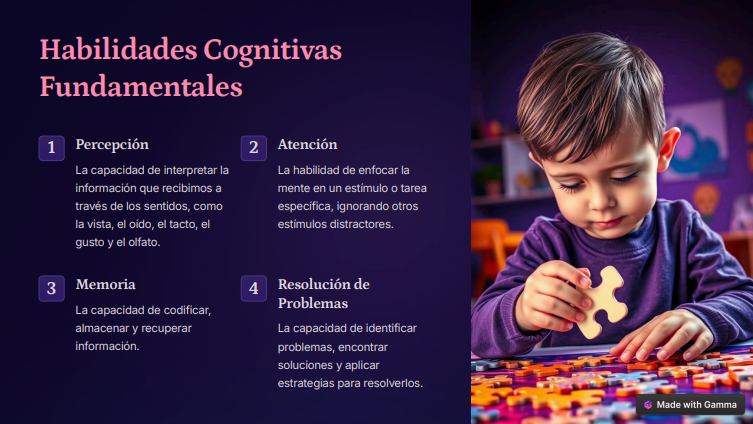 Habilidades Cognitivas
Fundamentales
1
Percepción
La capacidad de interpretar la
información que recibimos a
través de los sentidos, como
la vista, el oído, el tacto, el
gusto y el olfato.
2
Atención
La habilidad de enfocar la
mente en un estímulo o tarea
específica, ignorando otros
estímulos distractores.
3
Memoria
La capacidad de codificar,
almacenar y recuperar
información.
4
Resolución de
Problemas
La capacidad de identificar
problemas, encontrar
soluciones y aplicar
estrategias para resolverlos.
Made with Gamma